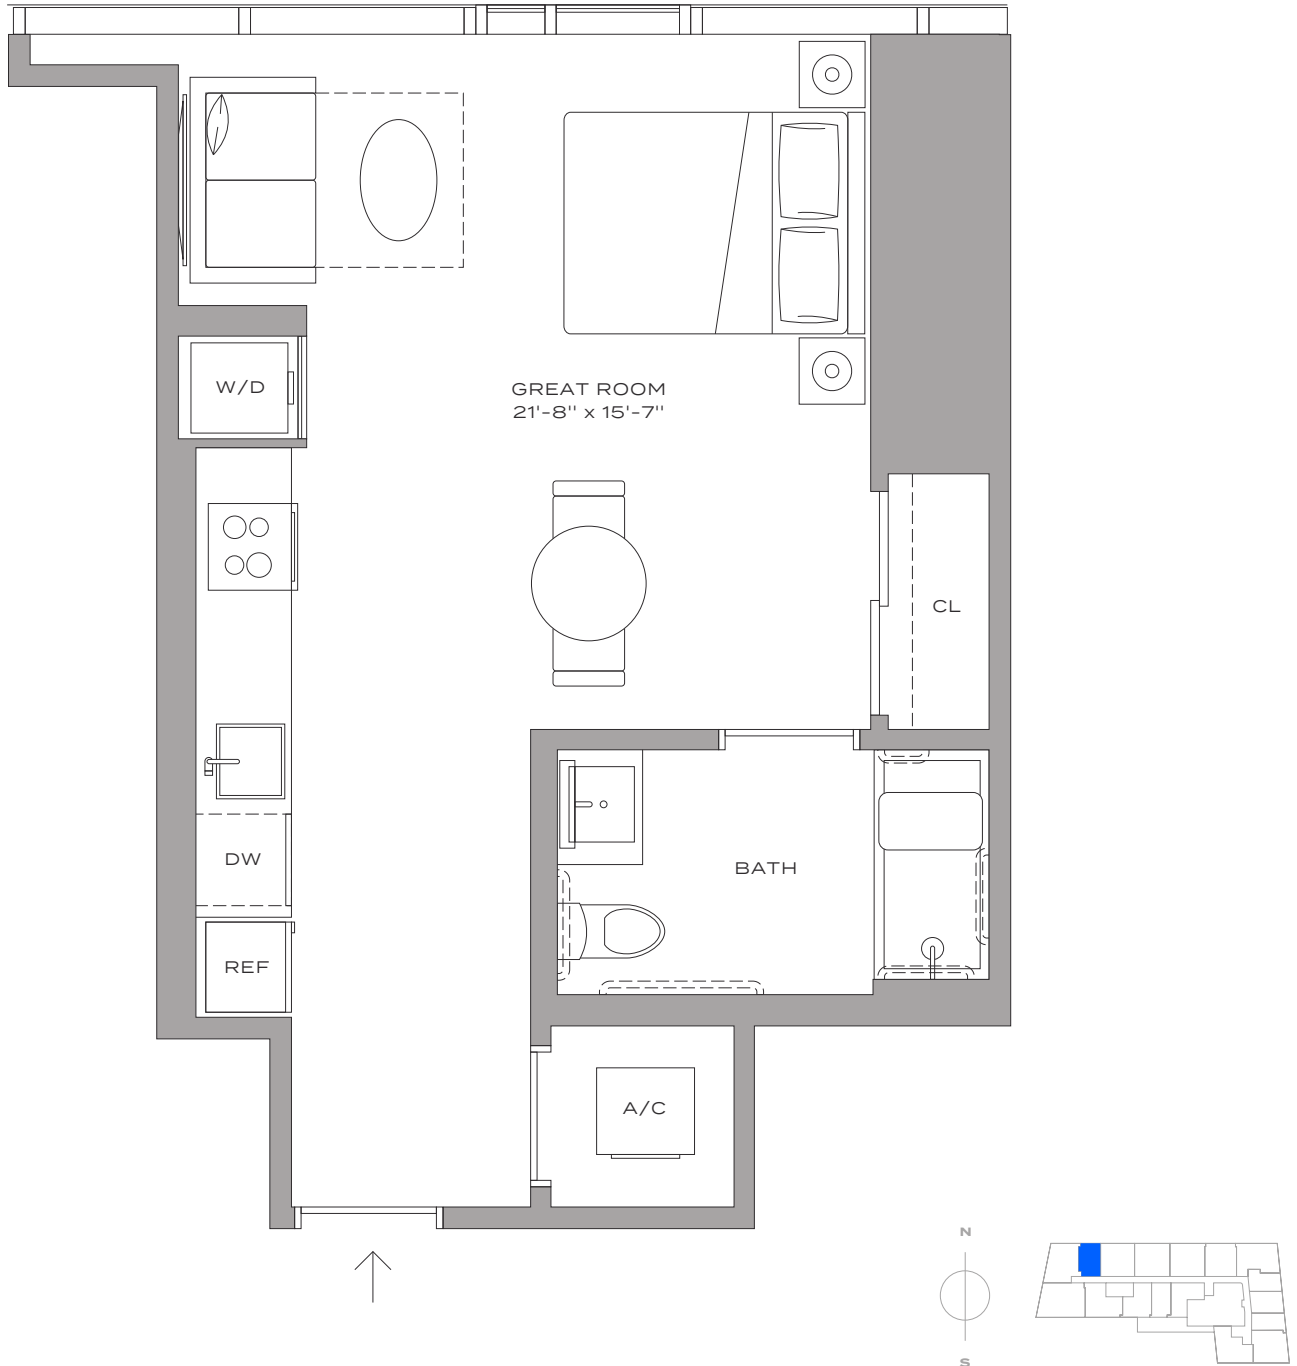 W/D
GREAT ROOM
21'-8" x 15'-7"
CL
DW
BATH
REF
A/C
N
S